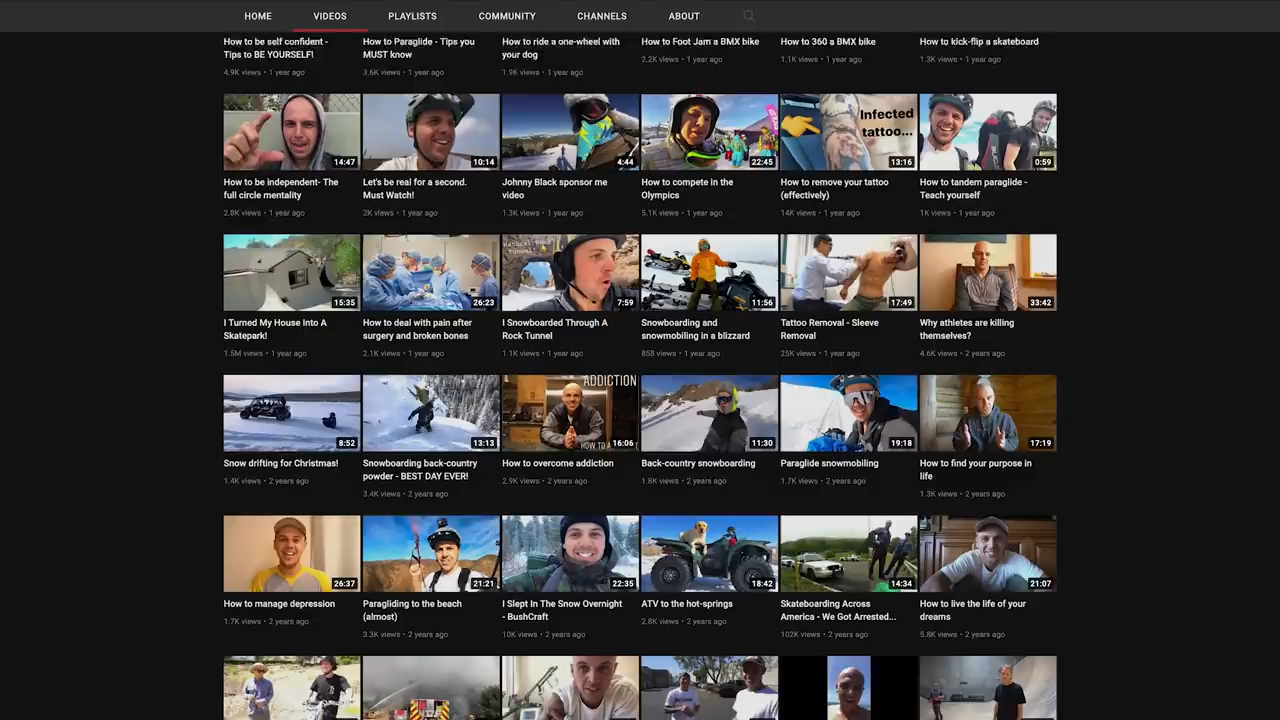 HOME VIDEOS PLAYLISTS COMMUNITY CHANNELS ABOUT
How to be self confident -
Tips to BE YOURSELF!
4.9K views • 1 year ago
How to Paraglide - Tips you
MUST know
3.6K views • 1 year ago
How to ride a one-wheel with
your dog
1.9K views • 1 year ago
How to Foot Jam a BMX bike
2.2K views • 1 year ago
How to 360 a BMX bike
1.1K views • 1 year ago
How to kick-flip a skateboard
1.3K views • 1 year ago
14:47
How to be independent- The
full circle mentality
2.8K views • 1 year ago
10:14
Let's be real for a second.
Must Watch!
2K views • 1 year ago
4:44
Johnny Black sponsor me
video
1.3K views • 1 year ago
22:45
How to compete in the
Olympics
5.1K views • 1 year ago
Infected
tattoo...
13:16
How to remove your tattoo
(effectively)
14K views • 1 year ago
0:59
How to tandem paraglide -
Teach yourself
1K views • 1 year ago
15:35
I Turned My House Into A
Skatepark!
1.5M views • 1 year ago
26:23
How to deal with pain after
surgery and broken bones
2.1K views • 1 year ago
7:59
I Snowboarded Through A
Rock Tunnel
1.1K views • 1 year ago
11:56
Snowboarding and
snowmobiling in a blizzard
858 views • 1 year ago
17:49
Tattoo Removal - Sleeve
Removal
25K views • 1 year ago
33:42
Why athletes are killing
themselves?
4.6K views • 2 years ago
8:52
Snow drifting for Christmas!
1.4K views • 2 years ago
13:13
Snowboarding back-country
powder - BEST DAY EVER!
3.4K views • 2 years ago
ADDICTION
HOW TO
16:06
How to overcome addiction
2.9K views • 2 years ago
11:30
Back-country snowboarding
1.8K views • 2 years ago
19:18
Paraglide snowmobiling
1.7K views • 2 years ago
17:19
How to find your purpose in
life
1.3K views • 2 years ago
26:37
How to manage depression
1.7K views • 2 years ago
21:21
Paragliding to the beach
(almost)
3.3K views • 2 years ago
22:35
I Slept In The Snow Overnight
- BushCraft
10K views • 2 years ago
18:42
ATV to the hot-springs
2.8K views • 2 years ago
14:34
Skateboarding Across
America - We Got Arrested...
102K views • 2 years ago
21:07
How to live the life of your
dreams
5.8K views • 2 years ago